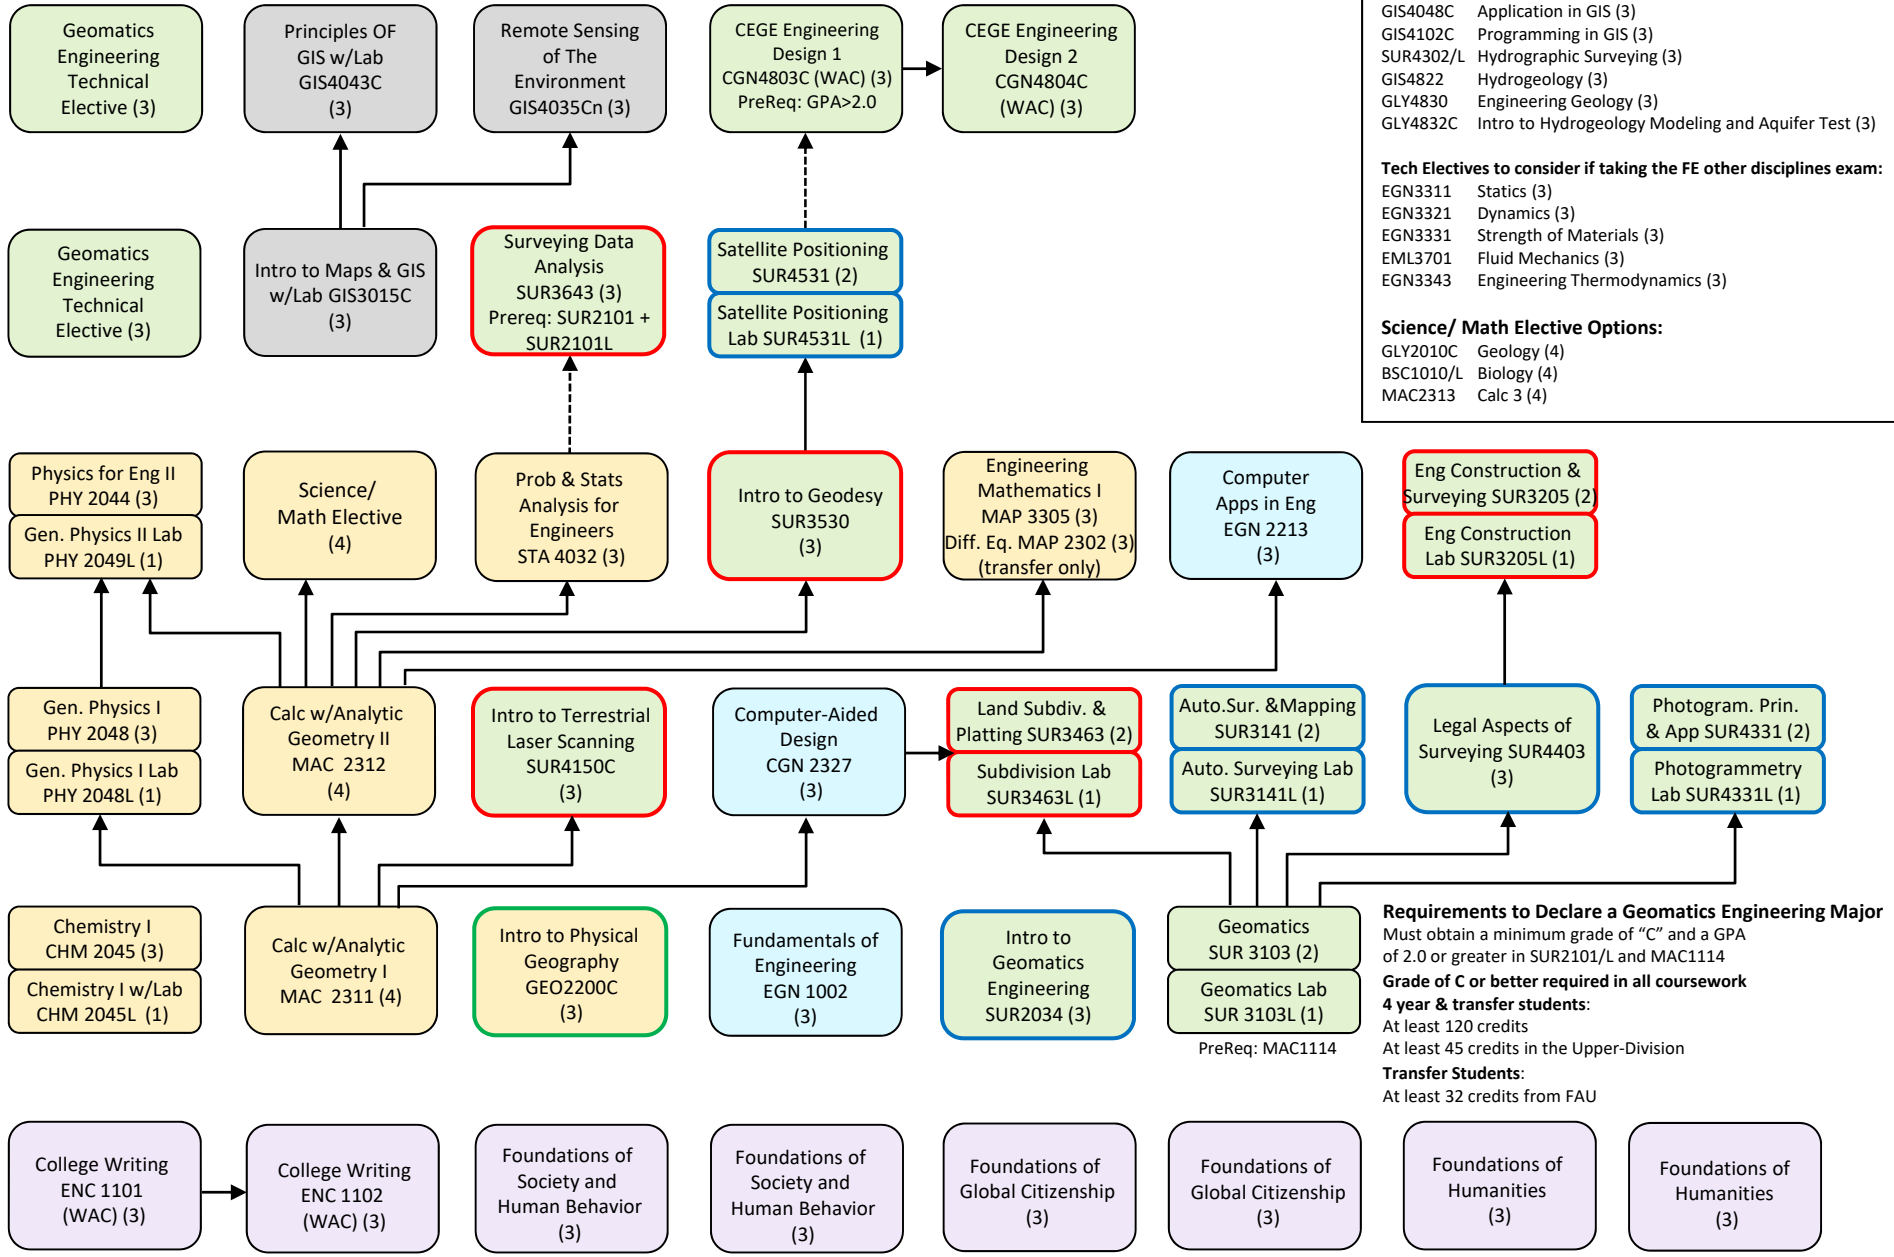 Geomatics
Engineering
Technical
Elective (3)
Principles OF
GIS w/Lab
GIS4043C
(3)
Remote Sensing
of The
Environment
GIS4035Cn (3)
CEGE Engineering
Design 1
CGN4803C (WAC) (3)
PreReq: GPA>2.0
CEGE Engineering
Design 2
CGN4804C
(WAC) (3)
GIS4048C Application in GIS (3)
GIS4102C Programming in GIS (3)
SUR4302/L Hydrographic Surveying (3)
GIS4822 Hydrogeology (3)
GLY4830 Engineering Geology (3)
GLY4832C Intro to Hydrogeology Modeling and Aquifer Test (3)
Tech Electives to consider if taking the FE other disciplines exam:
EGN3311 Statics (3)
EGN3321 Dynamics (3)
EGN3331 Strength of Materials (3)
EML3701 Fluid Mechanics (3)
EGN3343 Engineering Thermodynamics (3)
Science/ Math Elective Options:
GLY2010C Geology (4)
BSC1010/L Biology (4)
MAC2313 Calc 3 (4)
Geomatics
Engineering
Technical
Elective (3)
Intro to Maps & GIS
w/Lab GIS3015C
(3)
Surveying Data
Analysis
SUR3643 (3)
Prereq: SUR2101 +
SUR2101L
Satellite Positioning
SUR4531 (2)
Satellite Positioning
Lab SUR4531L (1)
Physics for Eng II
PHY 2044 (3)
Gen. Physics II Lab
PHY 2049L (1)
Science/
Math Elective
(4)
Prob & Stats
Analysis for
Engineers
STA 4032 (3)
Intro to Geodesy
SUR3530
(3)
Engineering
Mathematics I
MAP 3305 (3)
Diff. Eq. MAP 2302 (3)
(transfer only)
Computer
Apps in Eng
EGN 2213
(3)
Eng Construction &
Surveying SUR3205 (2)
Eng Construction
Lab SUR3205L (1)
Gen. Physics I
PHY 2048 (3)
Gen. Physics I Lab
PHY 2048L (1)
Calc w/Analytic
Geometry II
MAC 2312
(4)
Intro to Terrestrial
Laser Scanning
SUR4150C
(3)
Computer-Aided
Design
CGN 2327
(3)
Land Subdiv. &
Platting SUR3463 (2)
Subdivision Lab
SUR3463L (1)
Auto.Sur. &Mapping
SUR3141 (2)
Auto. Surveying Lab
SUR3141L (1)
Legal Aspects of
Surveying SUR4403
(3)
Photogram. Prin.
& App SUR4331 (2)
Photogrammetry
Lab SUR4331L (1)
Chemistry I
CHM 2045 (3)
Chemistry I w/Lab
CHM 2045L (1)
Calc w/Analytic
Geometry I
MAC 2311 (4)
Intro to Physical
Geography
GEO2200C
(3)
Fundamentals of
Engineering
EGN 1002
(3)
Intro to
Geomatics
Engineering
SUR2034 (3)
Geomatics
SUR 3103 (2)
Geomatics Lab
SUR 3103L (1)
PreReq: MAC1114
Requirements to Declare a Geomatics Engineering Major
Must obtain a minimum grade of “C” and a GPA
of 2.0 or greater in SUR2101/L and MAC1114
Grade of C or better required in all coursework
4 year & transfer students:
At least 120 credits
At least 45 credits in the Upper-Division
Transfer Students:
At least 32 credits from FAU
College Writing
ENC 1101
(WAC) (3)
College Writing
ENC 1102
(WAC) (3)
Foundations of
Society and
Human Behavior
(3)
Foundations of
Society and
Human Behavior
(3)
Foundations of
Global Citizenship
(3)
Foundations of
Global Citizenship
(3)
Foundations of
Humanities
(3)
Foundations of
Humanities
(3)